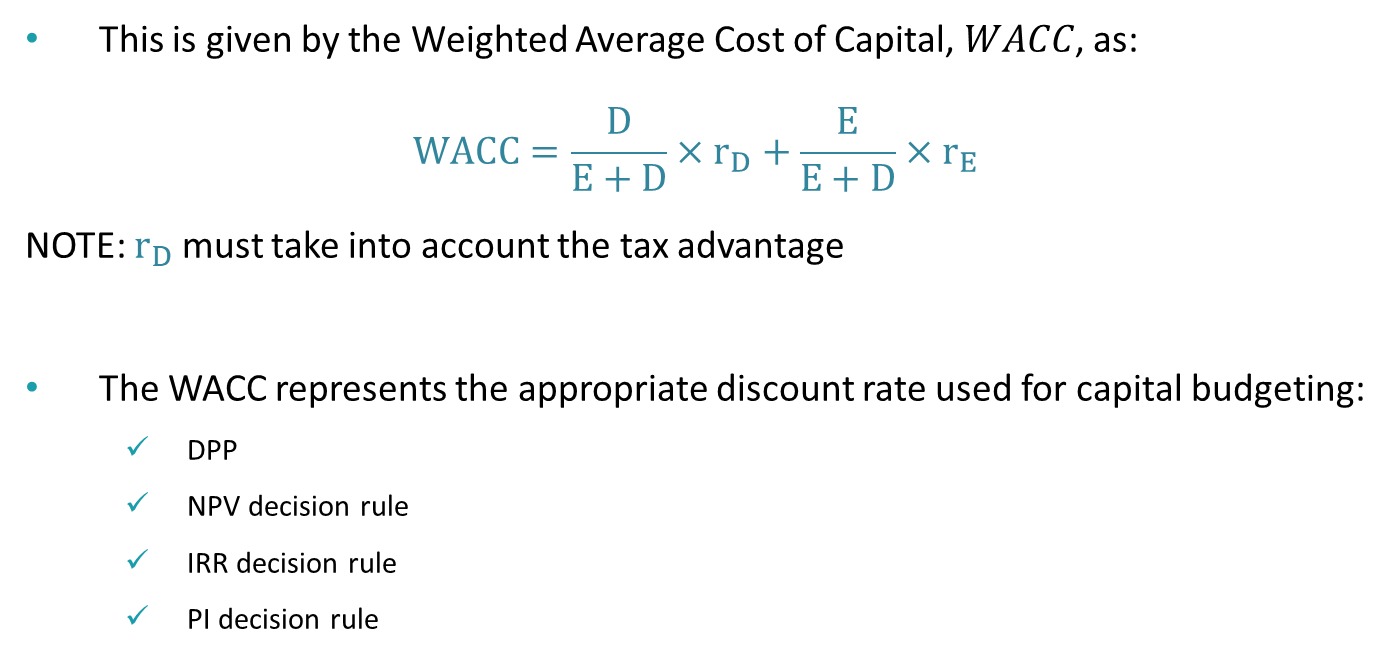 • This is given by the Weighted Average Cost of Capital, WACC, as:
WACC = D/(E + D) × r_D + E/(E + D) × r_E
NOTE: r_D must take into account the tax advantage
• The WACC represents the appropriate discount rate used for capital budgeting:
✓ DPP
✓ NPV decision rule
✓ IRR decision rule
✓ PI decision rule